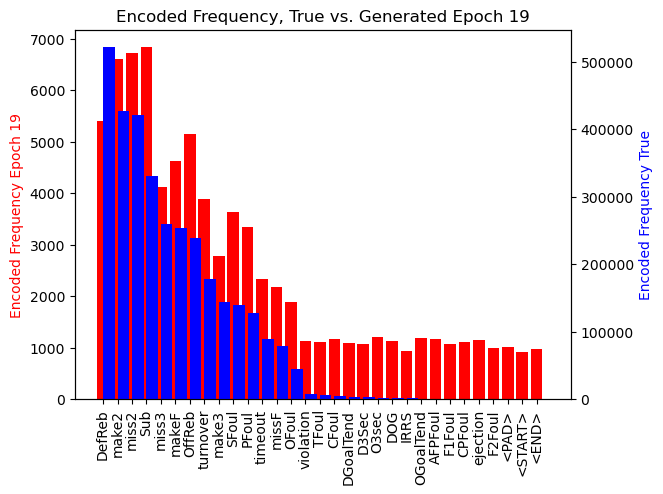 Encoded Frequency, True vs. Generated Epoch 19
Encoded Frequency Epoch 19
7000
6000
5000
4000
3000
2000
1000
0
500000
400000
300000
200000
100000
0
Encoded Frequency True
DefReb
make2
miss2
Sub
miss3
makeF
OffReb
turnover
make3
SFoul
PFoul
timeout
missF
OFoul
violation
TFoul
CFoul
DGoalTend
D3Sec
O3sec
DOG
IRRS
OGoalTend
AFPFoul
F1Foul
CPFoul
ejection
F2Foul
<PAD>
<START>
<END>